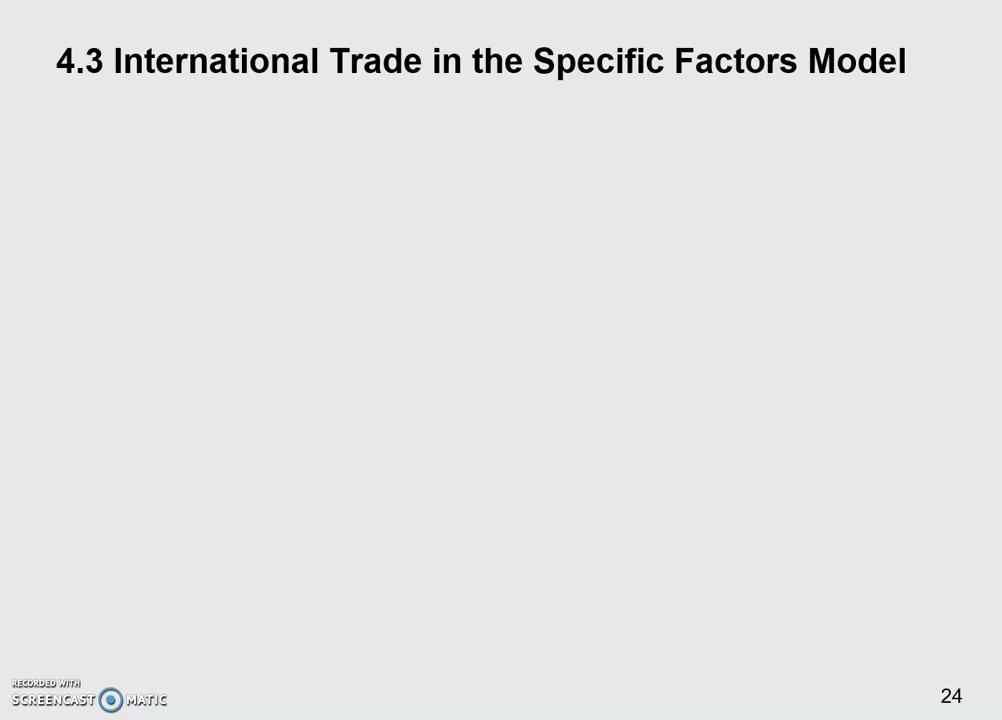 4.3 International Trade in the Specific Factors Model
RECORDED WITH
SCREENCAST MATIC
24